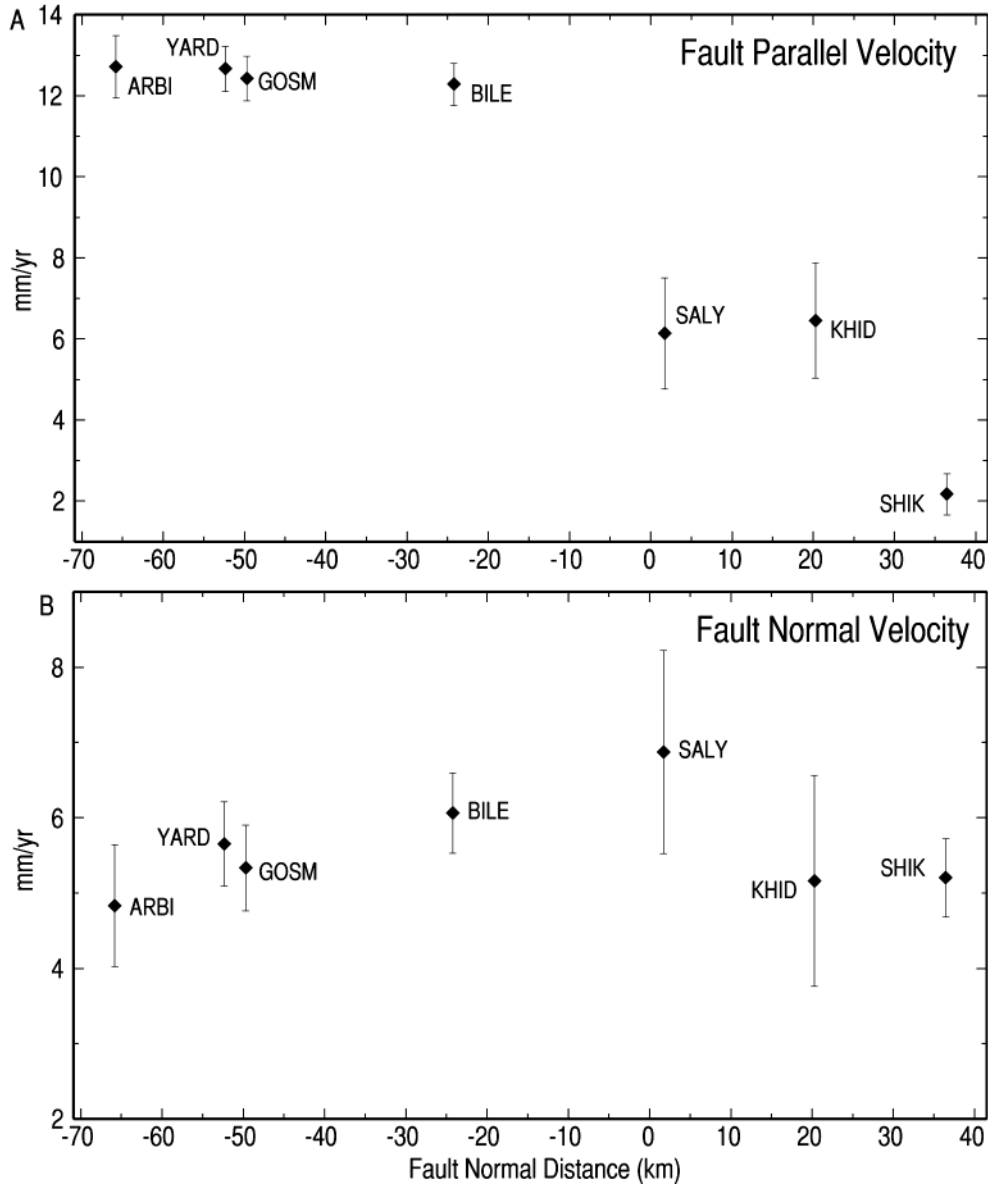 A
Fault Parallel Velocity
14
12
10
8
6
4
2
mm/yr
ARBI
YARD
GOSM
BILE
SALY
KHID
SHIK
-70 -60 -50 -40 -30 -20 -10 0 10 20 30 40
B
Fault Normal Velocity
8
6
4
2
mm/yr
ARBI
YARD
GOSM
BILE
SALY
KHID
SHIK
-70 -60 -50 -40 -30 -20 -10 0 10 20 30 40
Fault Normal Distance (km)